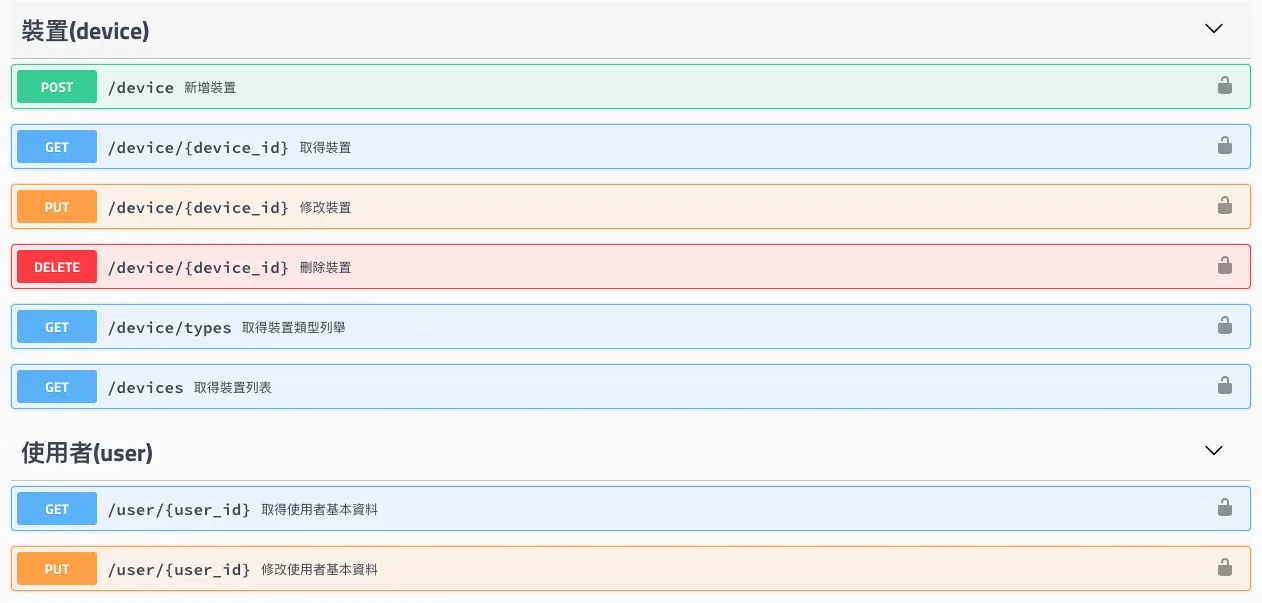 裝置(device)
POST /device 新增裝置
GET /device/{device_id} 取得裝置
PUT /device/{device_id} 修改裝置
DELETE /device/{device_id} 刪除裝置
GET /device/types 取得裝置類型列舉
GET /devices 取得裝置列表
使用者(user)
GET /user/{user_id} 取得使用者基本資料
PUT /user/{user_id} 修改使用者基本資料